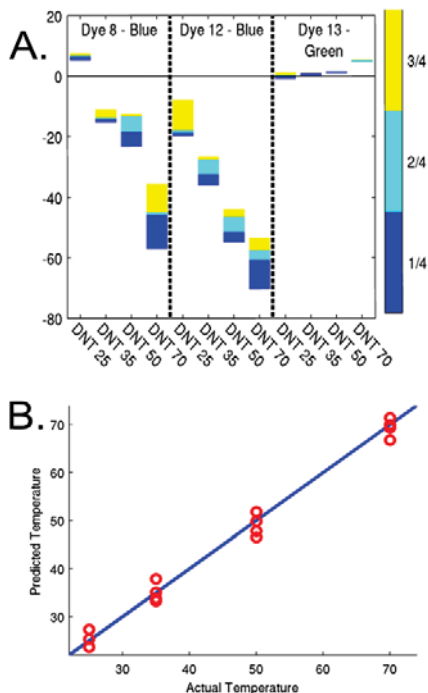 A.
Dye 8 - Blue
Dye 12 - Blue
Dye 13 -
Green
20
0
-20
-40
-60
-80
DNT 25
DNT 35
DNT 50
DNT 70
DNT 25
DNT 35
DNT 50
DNT 70
DNT 25
DNT 35
DNT 50
DNT 70
3/4
2/4
1/4
B.
Predicted Temperature
70
60
50
40
30
30
40
50
60
70
Actual Temperature